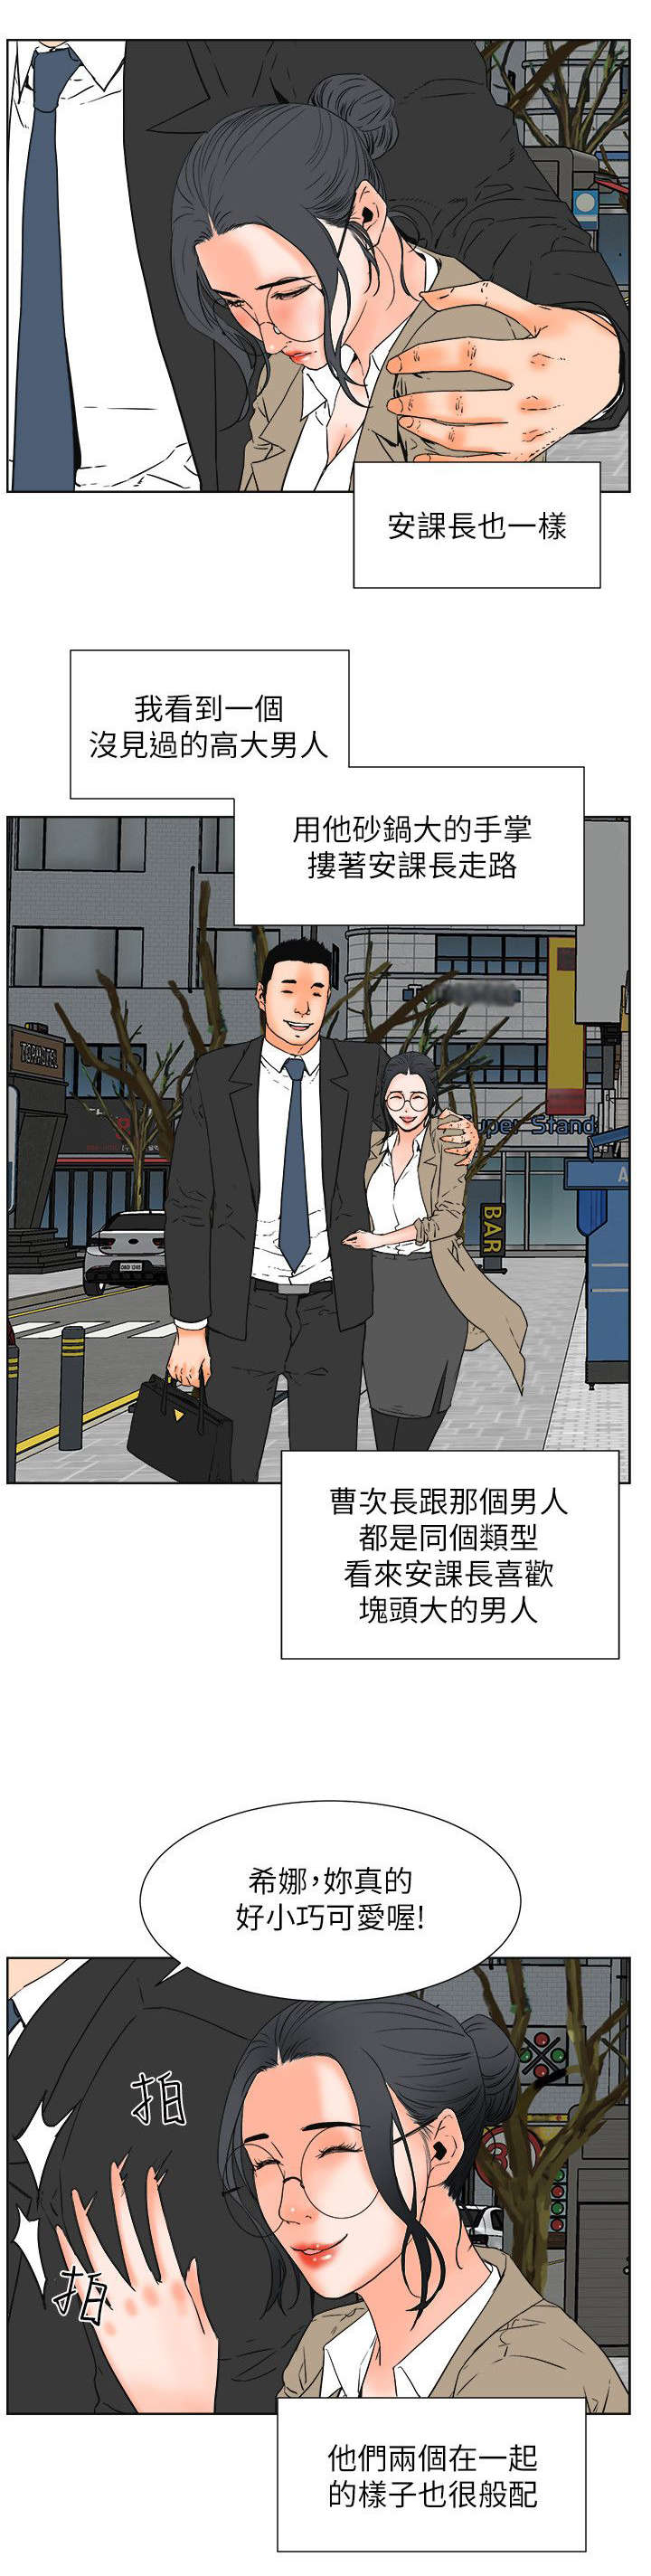 安課長也一樣
我看到一個
沒見過的高大男人
用他砂鍋大的手掌
摟著安課長走路
TOPHOTEL
Super Stand
BAR
A
曹次長跟那個男人
都是同個類型
看來安課長喜歡
塊頭大的男人
希娜，妳真的
好小巧可愛喔!
拍
拍
他們兩個在一起
的樣子也很般配